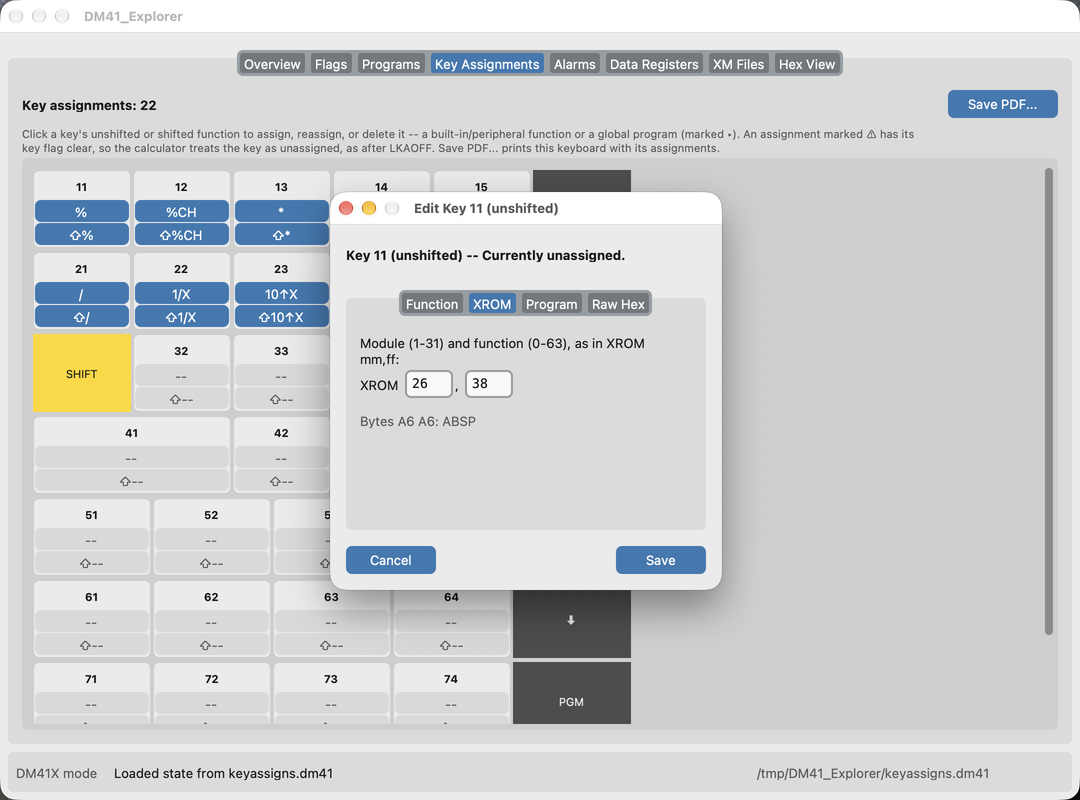 DM41_Explorer
Overview Flags Programs Key Assignments Alarms Data Registers XM Files Hex View
Key assignments: 22
Save PDF...
Click a key's unshifted or shifted function to assign, reassign, or delete it -- a built-in/peripheral function or a global program (marked ▸). An assignment marked ⚠ has its
key flag clear, so the calculator treats the key as unassigned, as after LKAOFF. Save PDF... prints this keyboard with its assignments.
11 12 13 14 15
% %CH *
⇧% ⇧%CH ⇧*
21 22 23
/ 1/X 10↑X
⇧/ ⇧1/X ⇧10↑X
SHIFT
32 33
-- --
⇧-- ⇧--
41 42
-- --
⇧-- ⇧--
51 52 5
-- -- -
⇧-- ⇧-- ⇧
61 62 63 64
-- -- -- --
⇧-- ⇧-- ⇧-- ⇧--
⬇
71 72 73 74
-- -- -- --
PGM
Edit Key 11 (unshifted)
Key 11 (unshifted) -- Currently unassigned.
Function XROM Program Raw Hex
Module (1-31) and function (0-63), as in XROM
mm,ff:
XROM 26 , 38
Bytes A6 A6: ABSP
Cancel Save
DM41X mode Loaded state from keyassigns.dm41 /tmp/DM41_Explorer/keyassigns.dm41